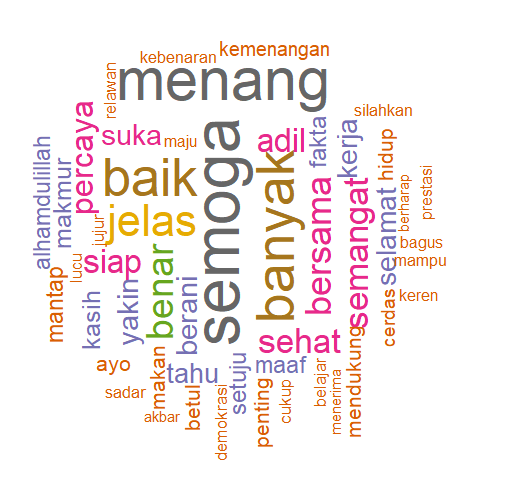 kemenangan
kebenaran
menang
relawan
silahkan
percaya
suka
maju
semoga
adil
fakta
kerja
hidup
alhamdulillah
makmur
baik
banyak
bersama
semangat
selamat
berharap
prestasi
jelas
jujur
lucu
siap
benar
bagus
mampu
mantap
kasih
yakin
berani
sehat
cerdas
keren
ayo
makan
tahu
setuju
maaf
mendukung
sadar
akbar
betul
demokrasi
penting
cukup
belajar
menerima